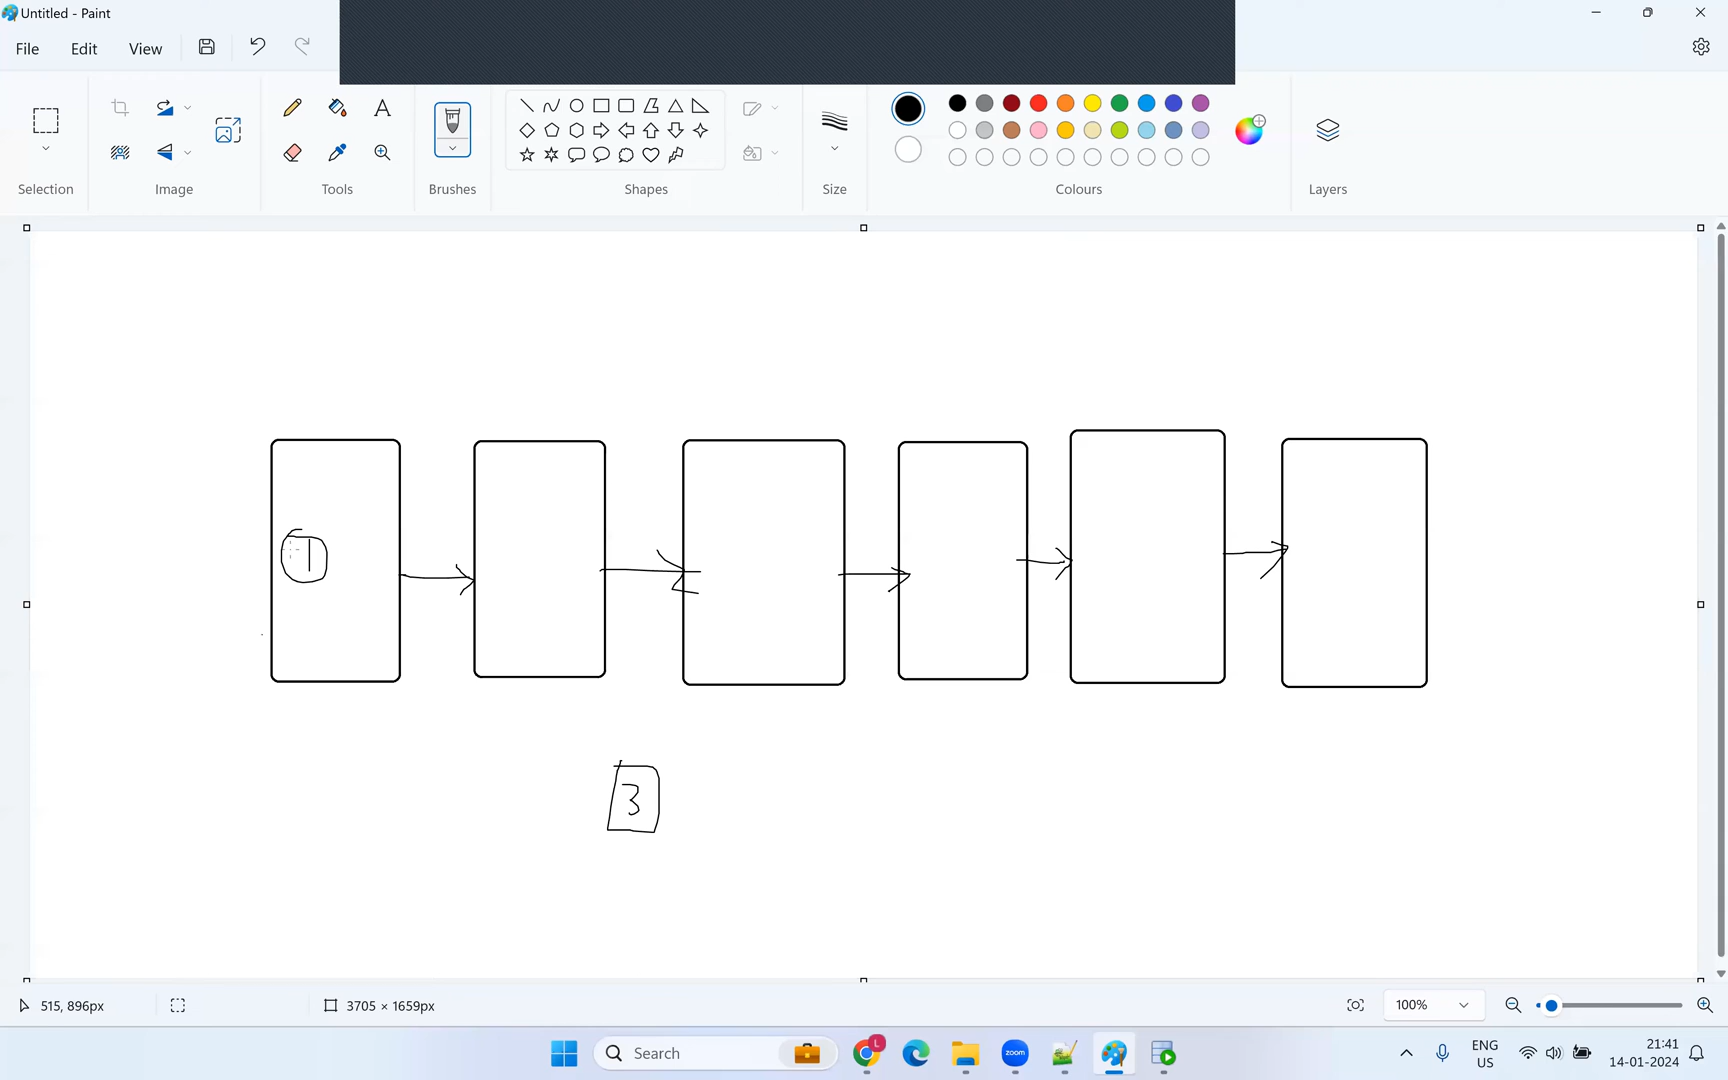 Untitled - Paint
File Edit View
Selection Image Tools Brushes Shapes Size Colours Layers
1
3
515, 896px 3705 × 1659px 100%
Search zoom L ENG 21:41
US 14-01-2024